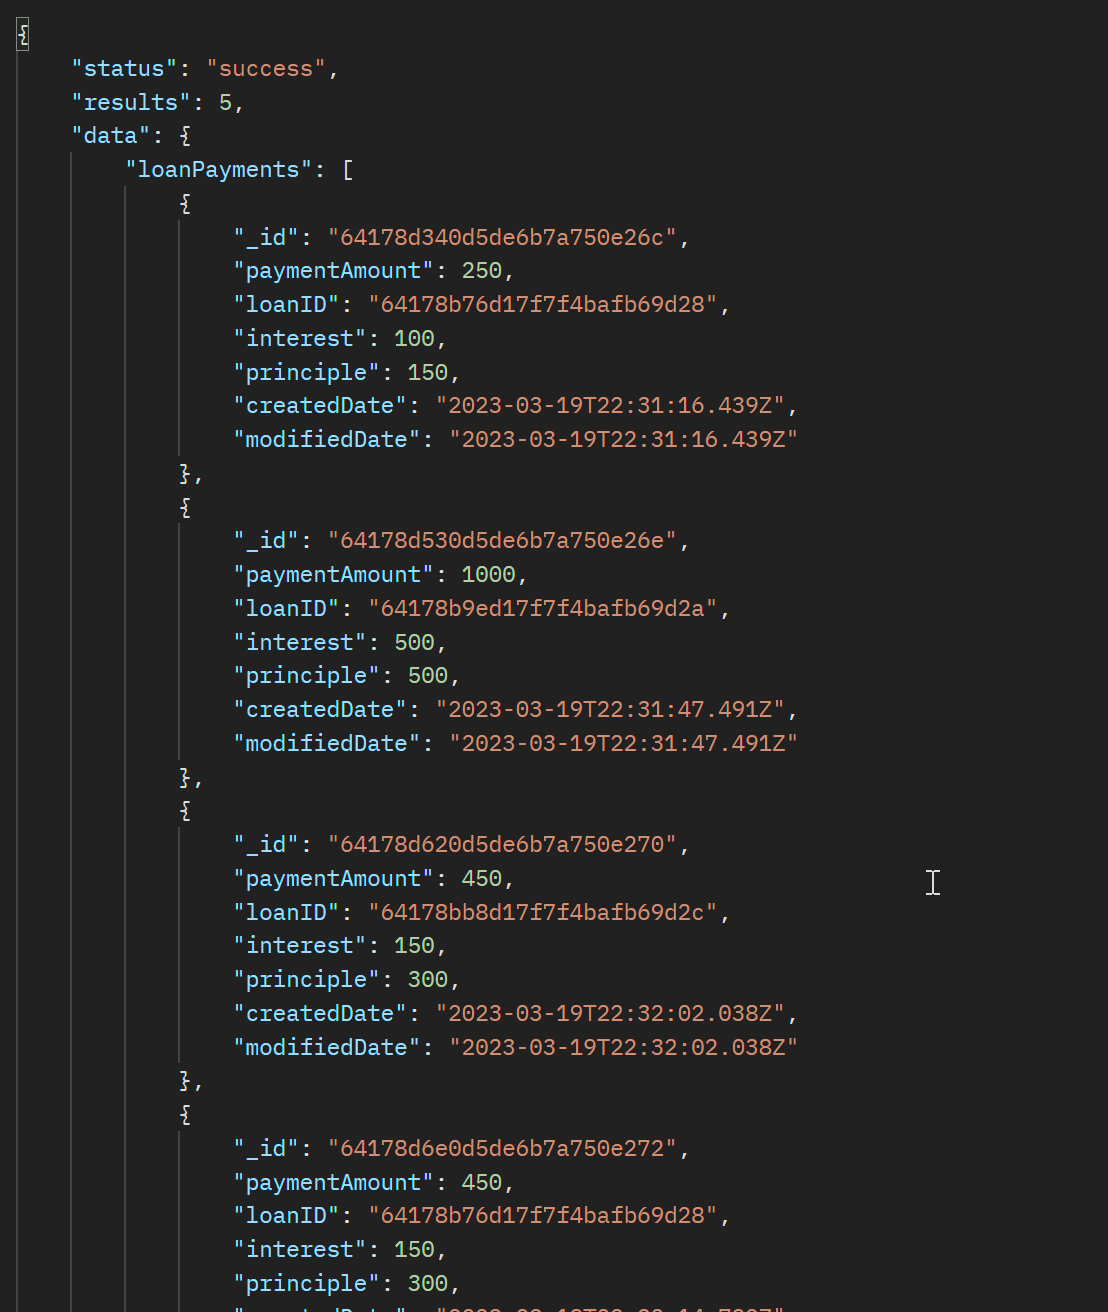 {
"status": "success",
"results": 5,
"data": {
"loanPayments": [
{
"_id": "64178d340d5de6b7a750e26c",
"paymentAmount": 250,
"loanID": "64178b76d17f7f4bafb69d28",
"interest": 100,
"principle": 150,
"createdDate": "2023-03-19T22:31:16.439Z",
"modifiedDate": "2023-03-19T22:31:16.439Z"
},
{
"_id": "64178d530d5de6b7a750e26e",
"paymentAmount": 1000,
"loanID": "64178b9ed17f7f4bafb69d2a",
"interest": 500,
"principle": 500,
"createdDate": "2023-03-19T22:31:47.491Z",
"modifiedDate": "2023-03-19T22:31:47.491Z"
},
{
"_id": "64178d620d5de6b7a750e270",
"paymentAmount": 450,
"loanID": "64178bb8d17f7f4bafb69d2c",
"interest": 150,
"principle": 300,
"createdDate": "2023-03-19T22:32:02.038Z",
"modifiedDate": "2023-03-19T22:32:02.038Z"
},
{
"_id": "64178d6e0d5de6b7a750e272",
"paymentAmount": 450,
"loanID": "64178b76d17f7f4bafb69d28",
"interest": 150,
"principle": 300,